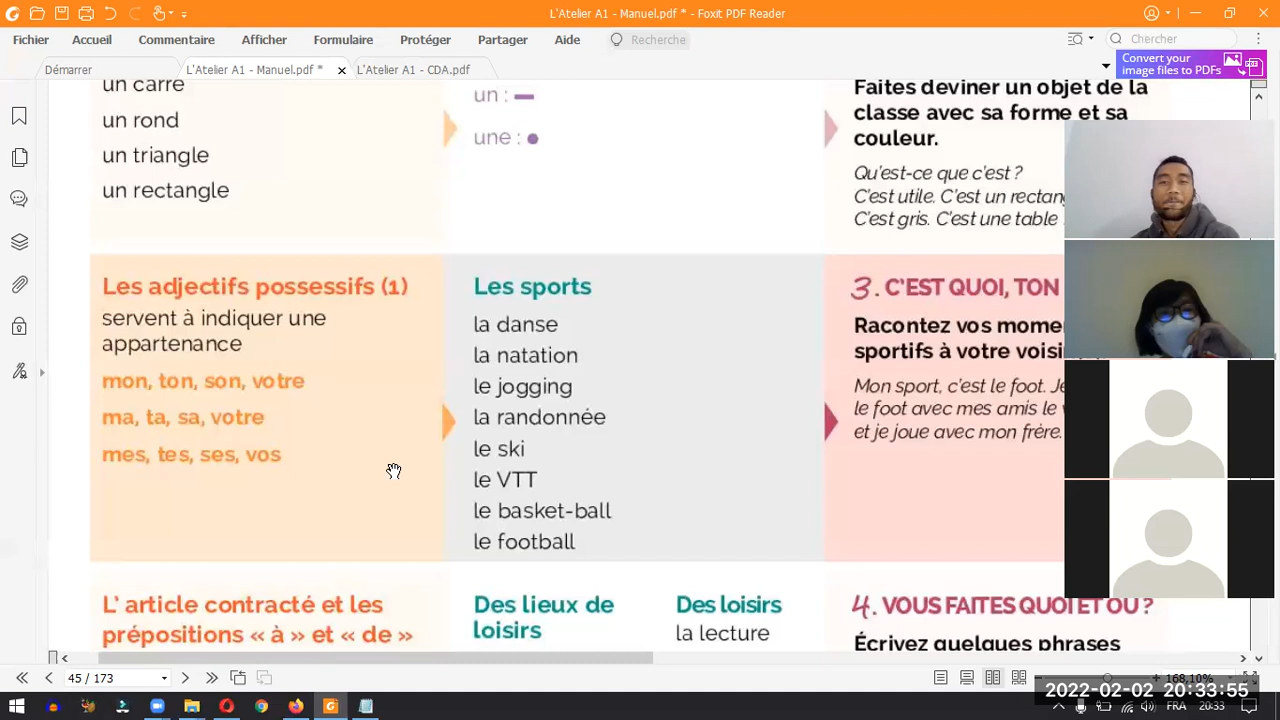 L'Atelier A1 - Manuel.pdf * - Foxit PDF Reader
Fichier Accueil Commentaire Afficher Formulaire Protéger Partager Aide Recherche Chercher
Démarrer L'Atelier A1 - Manuel.pdf * L'Atelier A1 - CDA.pdf
Convert your
image files to PDFs
un carré
un rond
un triangle
un rectangle
un :
une :
Faites deviner un objet de la
classe avec sa forme et sa
couleur.
Qu'est-ce que c'est ?
C'est utile. C'est un rectang
C'est gris. C'est une table
Les adjectifs possessifs (1)
servent à indiquer une
appartenance
mon, ton, son, votre
ma, ta, sa, votre
mes, tes, ses, vos
Les sports
la danse
la natation
le jogging
la randonnée
le ski
le VTT
le basket-ball
le football
3. C'EST QUOI, TON
Racontez vos mome
sportifs à votre voisi
Mon sport, c'est le foot. Je
le foot avec mes amis le
et je joue avec mon frère.
L' article contracté et les
prépositions « à » et « de »
Des lieux de
loisirs
Des loisirs
la lecture
4. VOUS FAITES QUOI ET OÙ ?
Écrivez quelques phrases
45 / 173
168,10%
2022-02-02 20:33:55
FRA 20:33